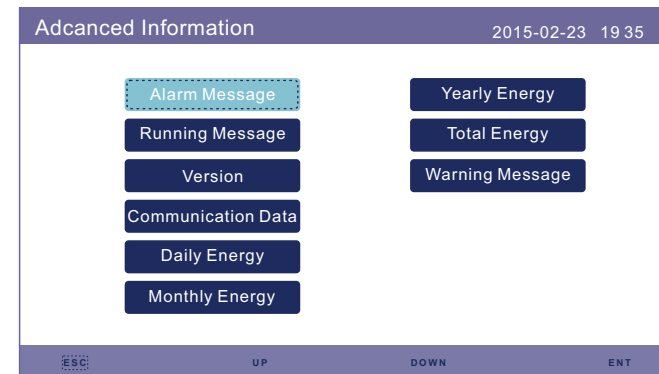 Adcanced Information
2015-02-23 19 35
Alarm Message
Running Message
Version
Communication Data
Daily Energy
Monthly Energy
Yearly Energy
Total Energy
Warning Message
ESC UP DOWN ENT